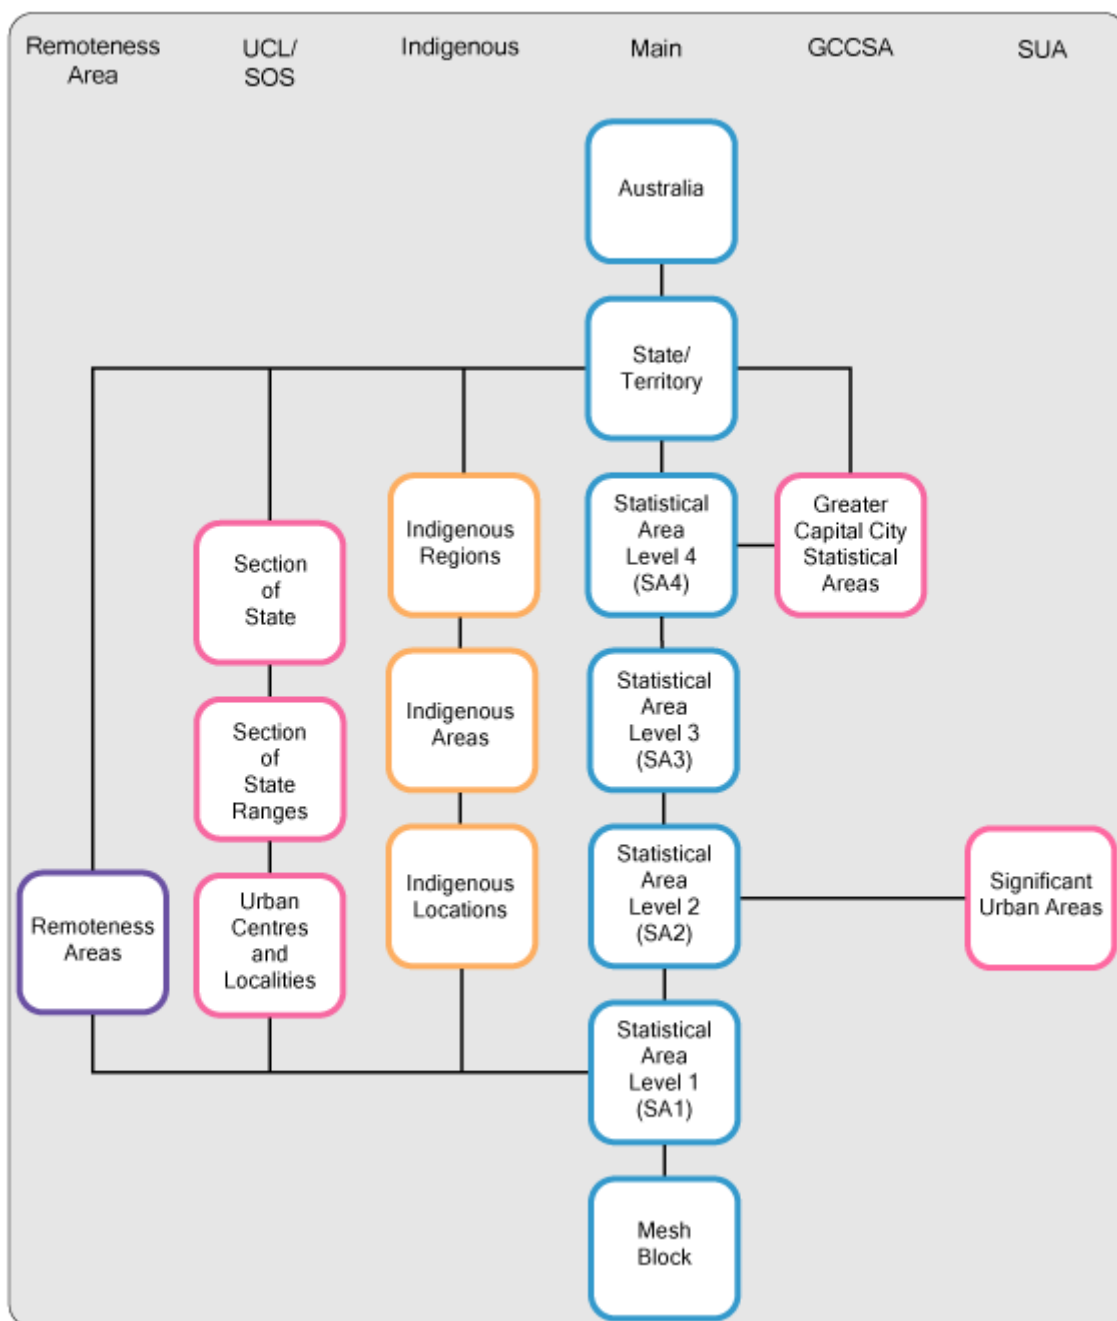 Remoteness
Area
UCL/
SOS
Indigenous
Main
GCCSA
SUA
Australia
State/
Territory
Section
of
State
Indigenous
Regions
Statistical
Area
Level 4
(SA4)
Greater
Capital City
Statistical
Areas
Section
of
State
Ranges
Indigenous
Areas
Statistical
Area
Level 3
(SA3)
Remoteness
Areas
Urban
Centres
and
Localities
Indigenous
Locations
Statistical
Area
Level 2
(SA2)
Significant
Urban Areas
Statistical
Area
Level 1
(SA1)
Mesh
Block